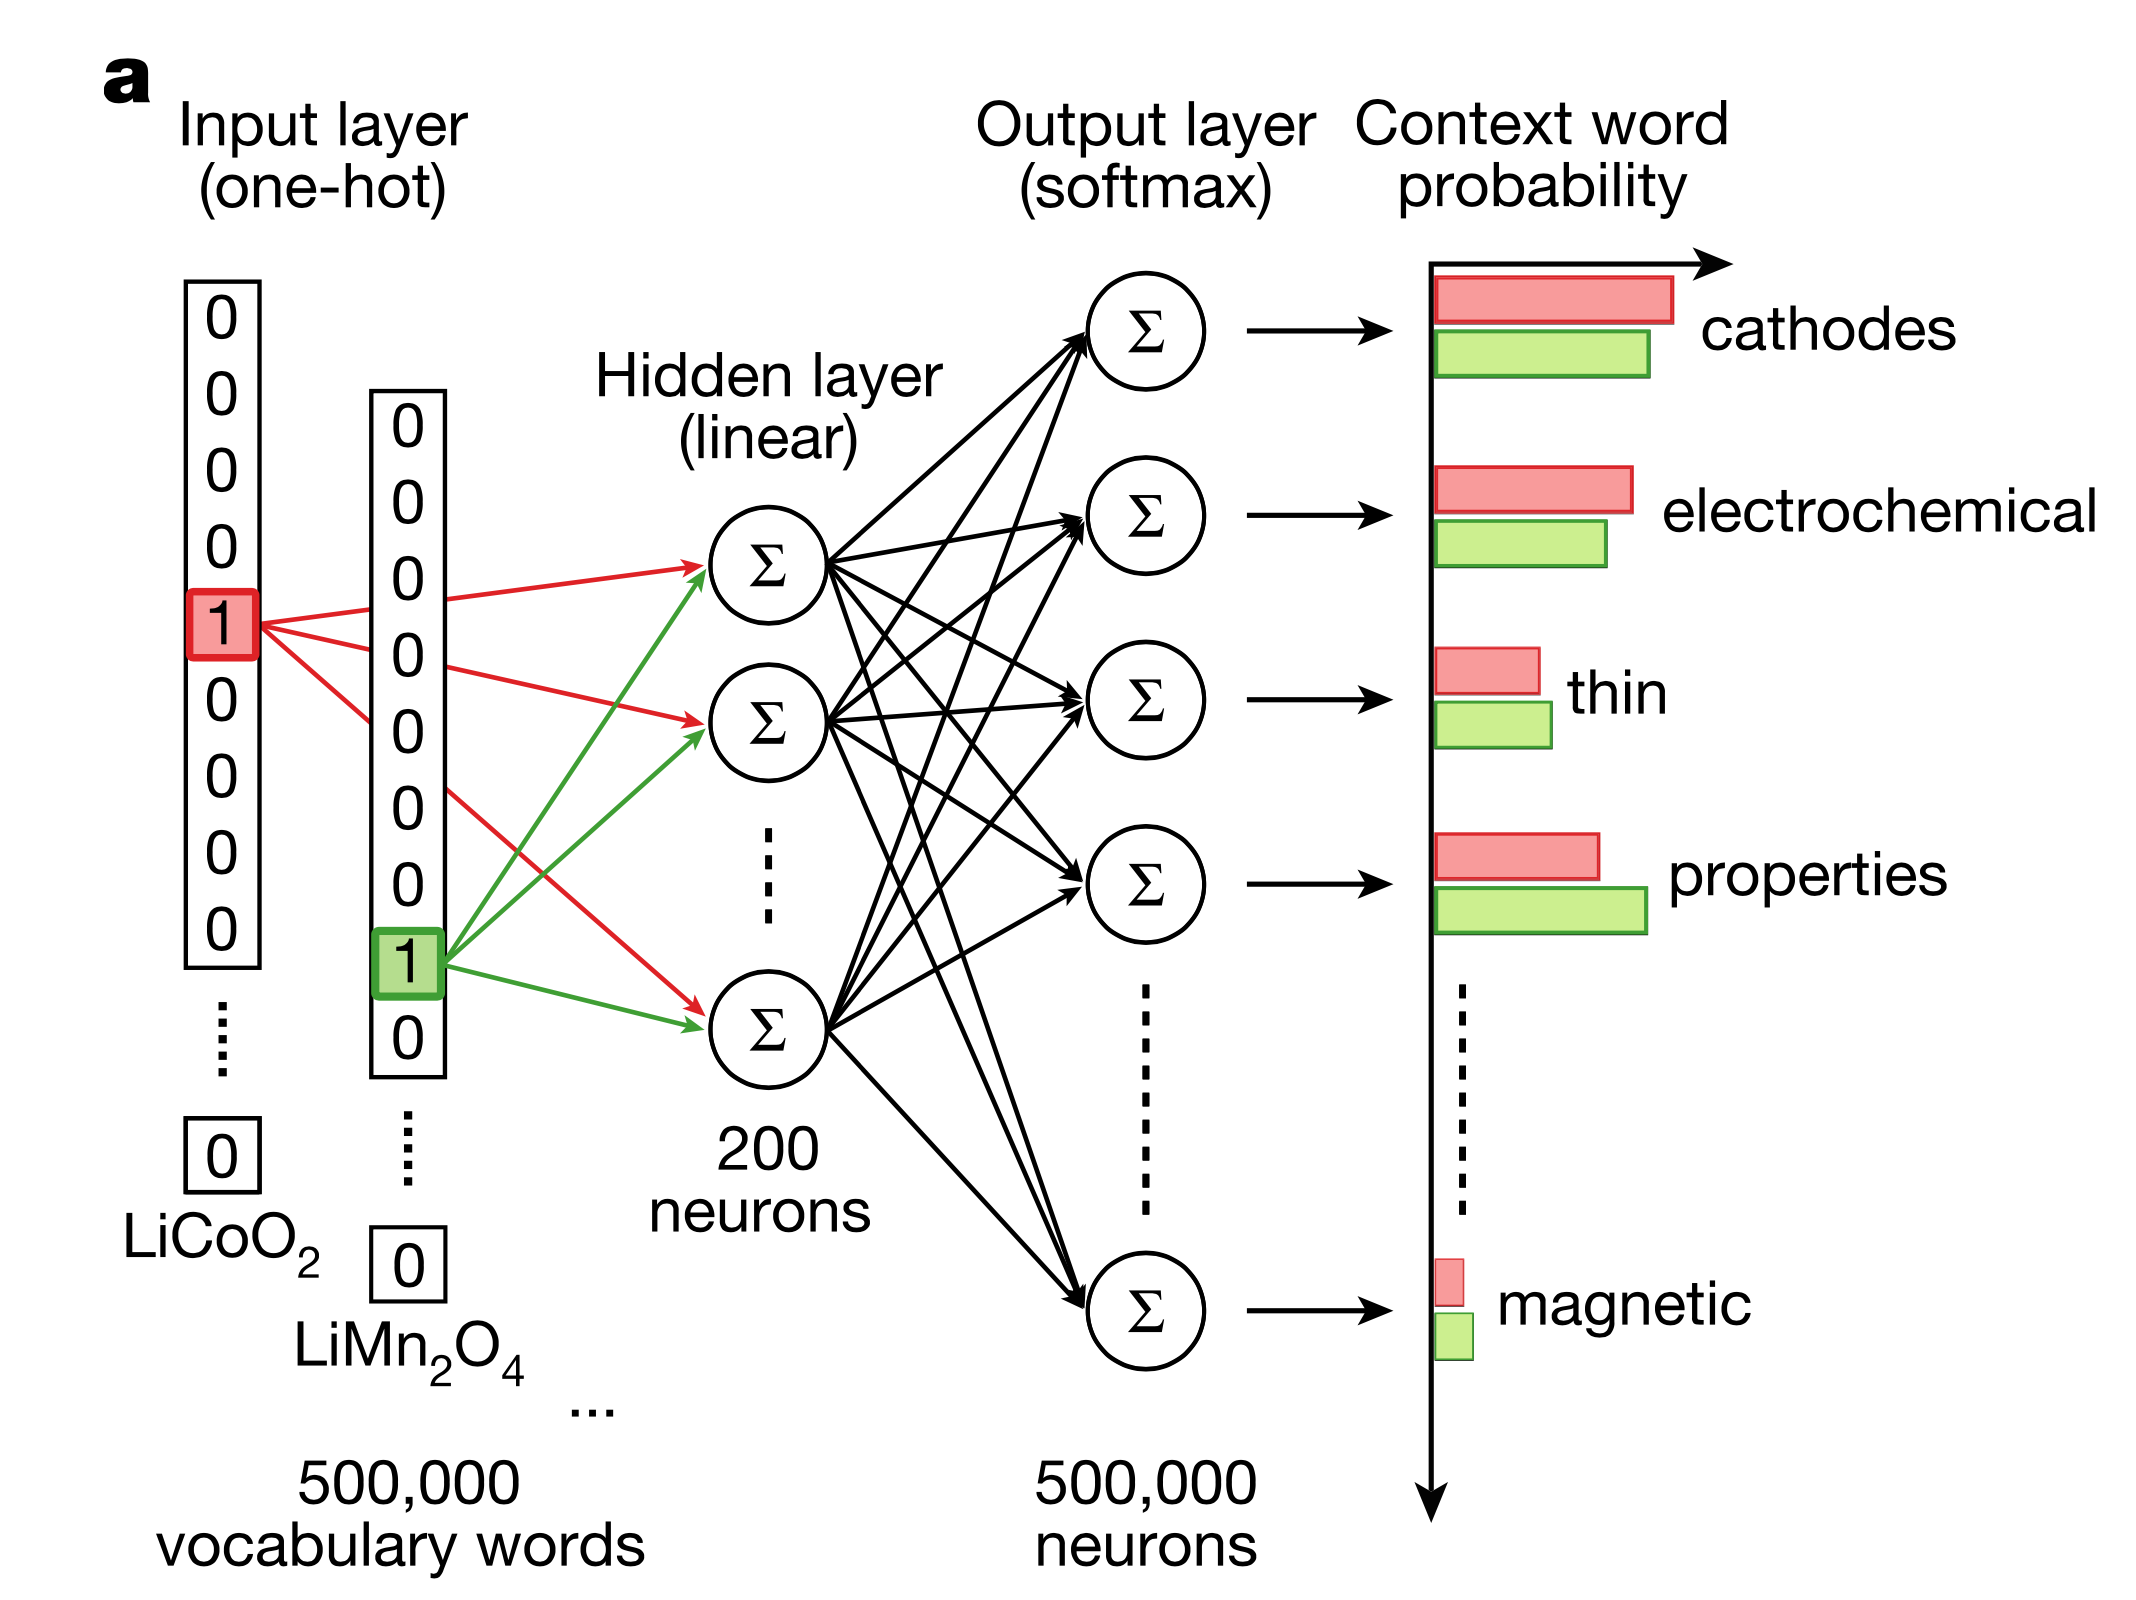 a
Input layer
(one-hot)
Hidden layer
(linear)
Output layer
(softmax)
Context word
probability
0
0
0
0
1
0
0
0
0
0
LiCoO₂
0
0
0
0
0
0
0
1
0
0
LiMn₂O₄
...
500,000
vocabulary words
Σ
Σ
Σ
200
neurons
Σ
Σ
Σ
Σ
Σ
500,000
neurons
cathodes
electrochemical
thin
properties
magnetic